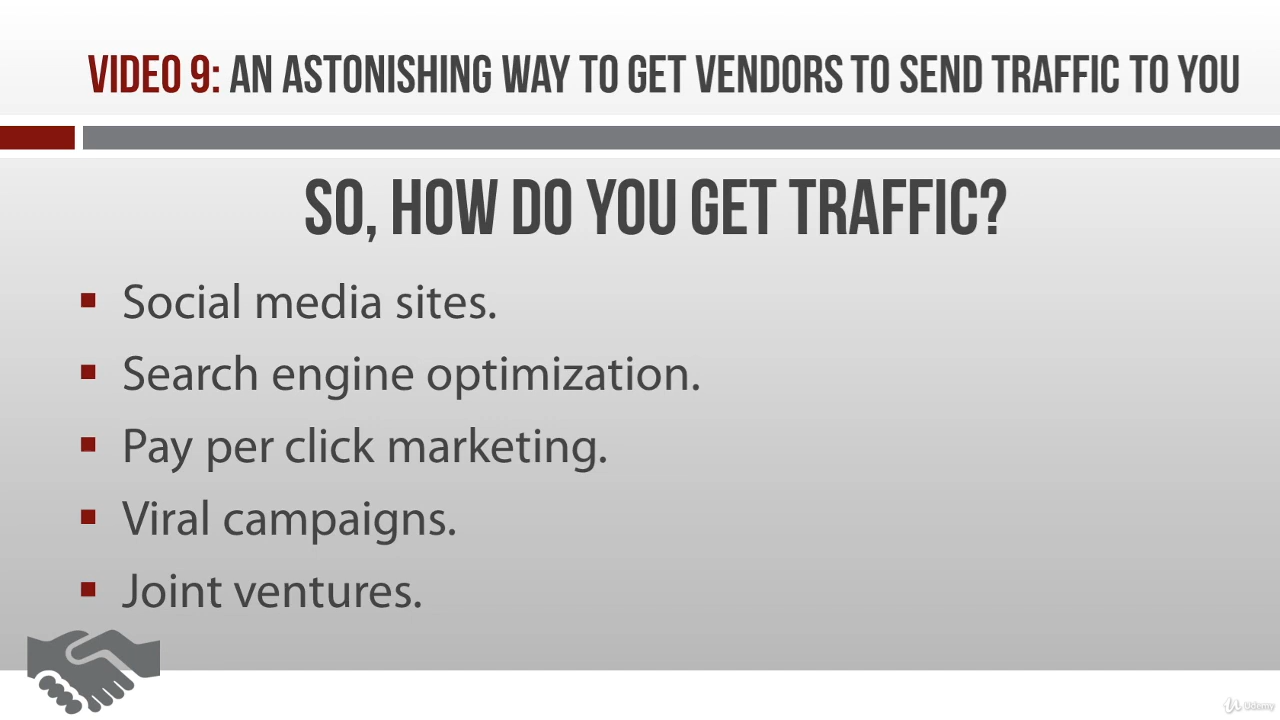 VIDEO 9: AN ASTONISHING WAY TO GET VENDORS TO SEND TRAFFIC TO YOU
SO, HOW DO YOU GET TRAFFIC?
Social media sites.
Search engine optimization.
Pay per click marketing.
Viral campaigns.
Joint ventures.
Udemy